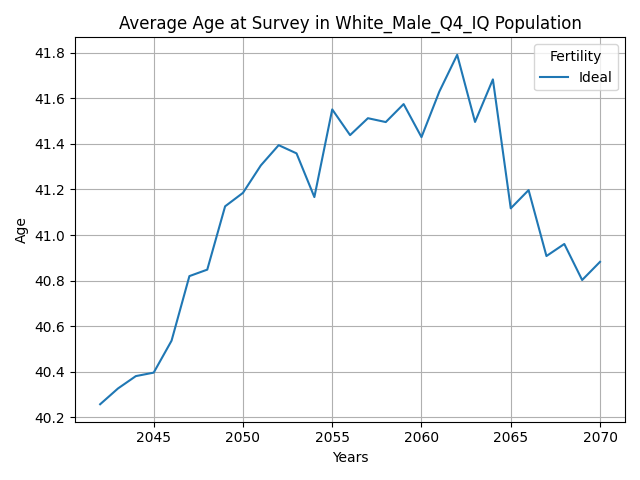 Average Age at Survey in White_Male_Q4_IQ Population
Fertility
Ideal
41.8
41.6
41.4
41.2
41.0
40.8
40.6
40.4
40.2
Age
2045 2050 2055 2060 2065 2070
Years